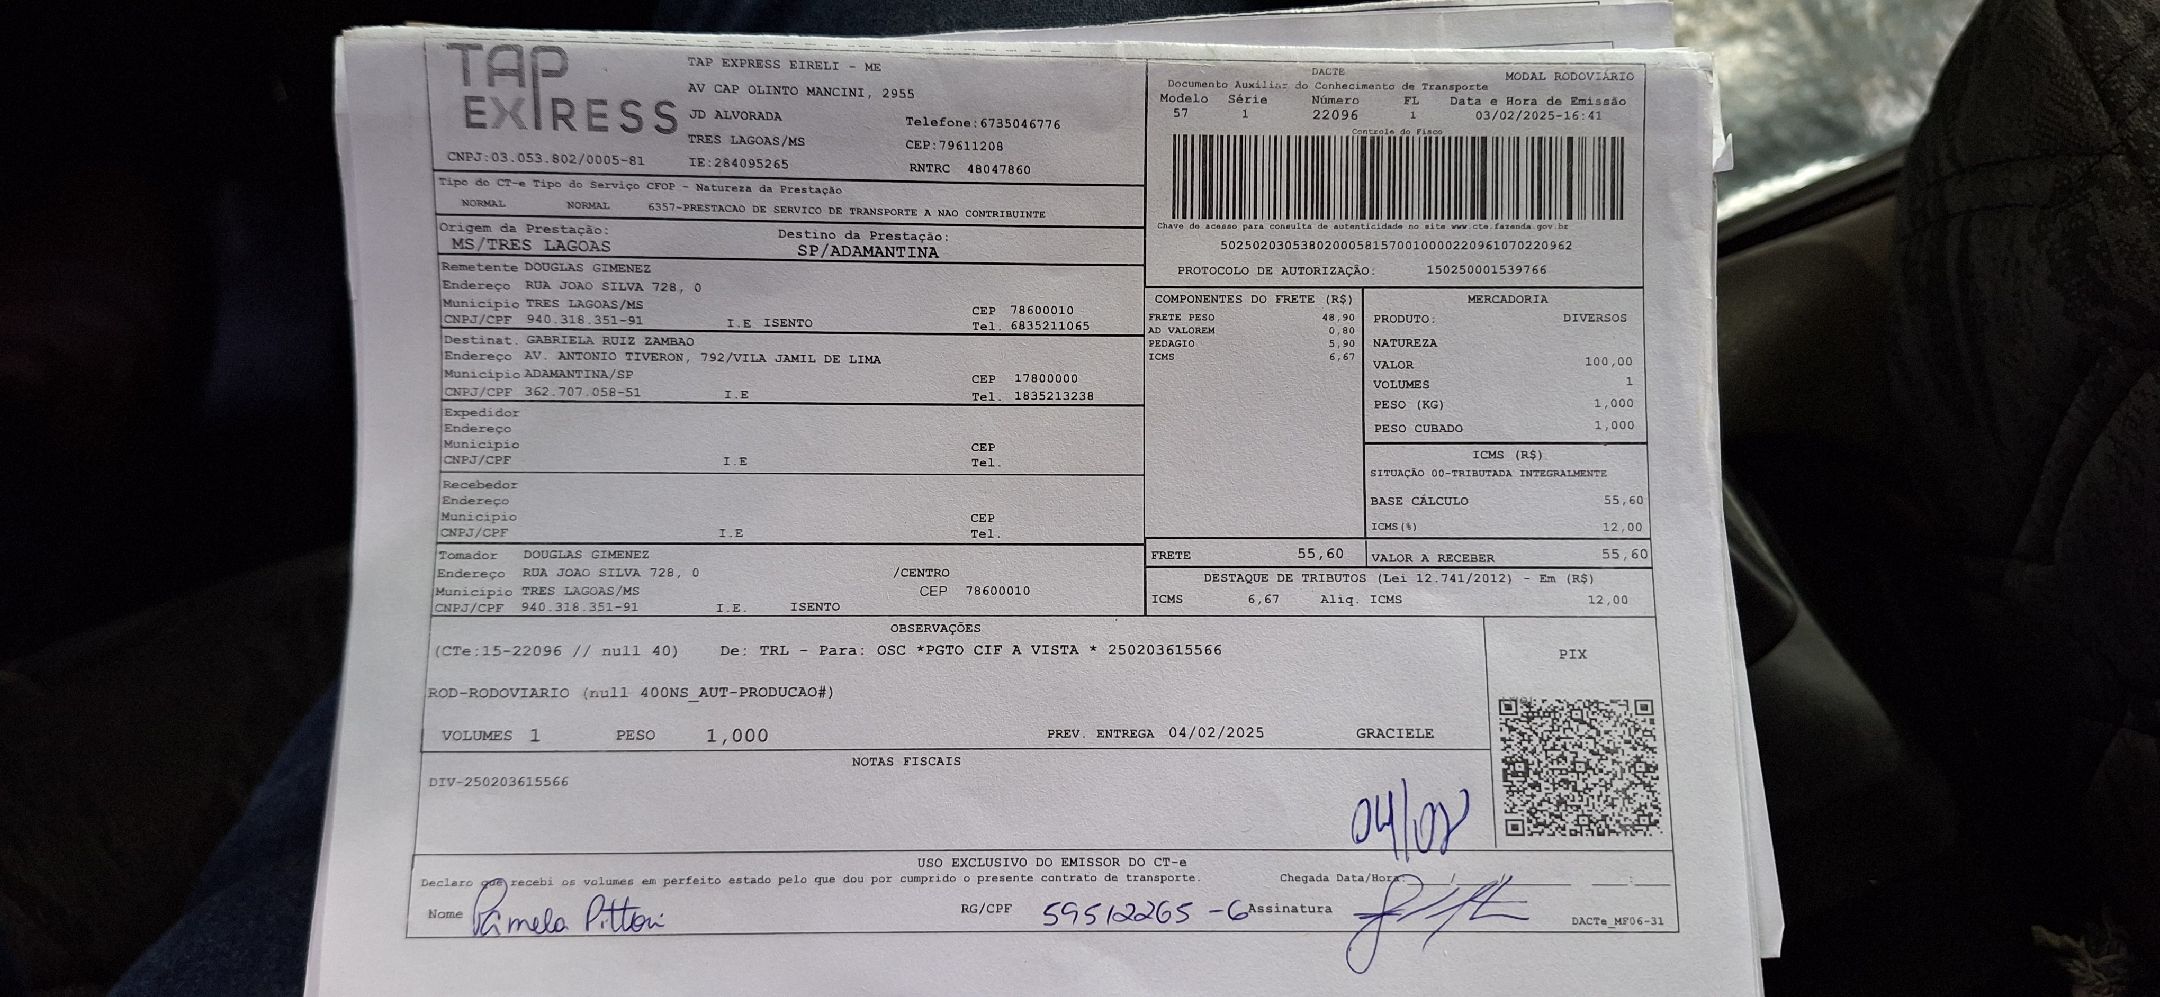 TAP EXPRESS
TAP EXPRESS EIRELI - ME
AV CAP OLINTO MANCINI, 2955
JD ALVORADA
Telefone:6735046776
TRES LAGOAS/MS
CEP:79611208
CNPJ:03.053.802/0005-81
IE:284095265
RNTRC 48047860
DACTE
MODAL RODOVIÁRIO
Documento Auxiliar do Conhecimento de Transporte
Modelo Série Número FL Data e Hora de Emissão
57 1 22096 1 03/02/2025-16:41
Controle do Fisco
Chave de acesso para consulta de autenticidade no site www.cte.fazenda.gov.br
50250203053802000581570010000220961070220962
PROTOCOLO DE AUTORIZAÇÃO: 150250001539766
Tipo do CT-e Tipo do Serviço CFOP - Natureza da Prestação
NORMAL NORMAL 6357-PRESTACAO DE SERVICO DE TRANSPORTE A NAO CONTRIBUINTE
Origem da Prestação: Destino da Prestação:
MS/TRES LAGOAS SP/ADAMANTINA
Remetente DOUGLAS GIMENEZ
Endereço RUA JOAO SILVA 728, 0
Município TRES LAGOAS/MS CEP 78600010
CNPJ/CPF 940.318.351-91 I.E ISENTO Tel. 6835211065
Destinat. GABRIELA RUIZ ZAMBAO
Endereço AV. ANTONIO TIVERON, 792/VILA JAMIL DE LIMA
Município ADAMANTINA/SP CEP 17800000
CNPJ/CPF 362.707.058-51 I.E Tel. 1835213238
Expedidor
Endereço
Município CEP
CNPJ/CPF I.E Tel.
Recebedor
Endereço
Município CEP
CNPJ/CPF I.E Tel.
Tomador DOUGLAS GIMENEZ
Endereço RUA JOAO SILVA 728, 0 /CENTRO
Município TRES LAGOAS/MS CEP 78600010
CNPJ/CPF 940.318.351-91 I.E. ISENTO
COMPONENTES DO FRETE (R$)
FRETE PESO 48,90
AD VALOREM 0,80
PEDAGIO 5,90
ICMS 6,67
MERCADORIA
PRODUTO: DIVERSOS
NATUREZA
VALOR 100,00
VOLUMES 1
PESO (KG) 1,000
PESO CUBADO 1,000
ICMS (R$)
SITUAÇÃO 00-TRIBUTADA INTEGRALMENTE
BASE CÁLCULO 55,60
ICMS(%) 12,00
FRETE 55,60 VALOR A RECEBER 55,60
DESTAQUE DE TRIBUTOS (Lei 12.741/2012) - Em (R$)
ICMS 6,67 Aliq. ICMS 12,00
OBSERVAÇÕES
(CTe:15-22096 // null 40) De: TRL - Para: OSC *PGTO CIF A VISTA * 250203615566
ROD-RODOVIARIO (null 400NS_AUT-PRODUCAO#)
VOLUMES 1 PESO 1,000 PREV. ENTREGA 04/02/2025 GRACIELE
PIX
NOTAS FISCAIS
DIV-250203615566
04/02
USO EXCLUSIVO DO EMISSOR DO CT-e
Declaro que recebi os volumes em perfeito estado pelo que dou por cumprido o presente contrato de transporte. Chegada Data/Hora: / / :
Nome Pamela Pittori RG/CPF 59512265-6 Assinatura
DACTe_MF06-31